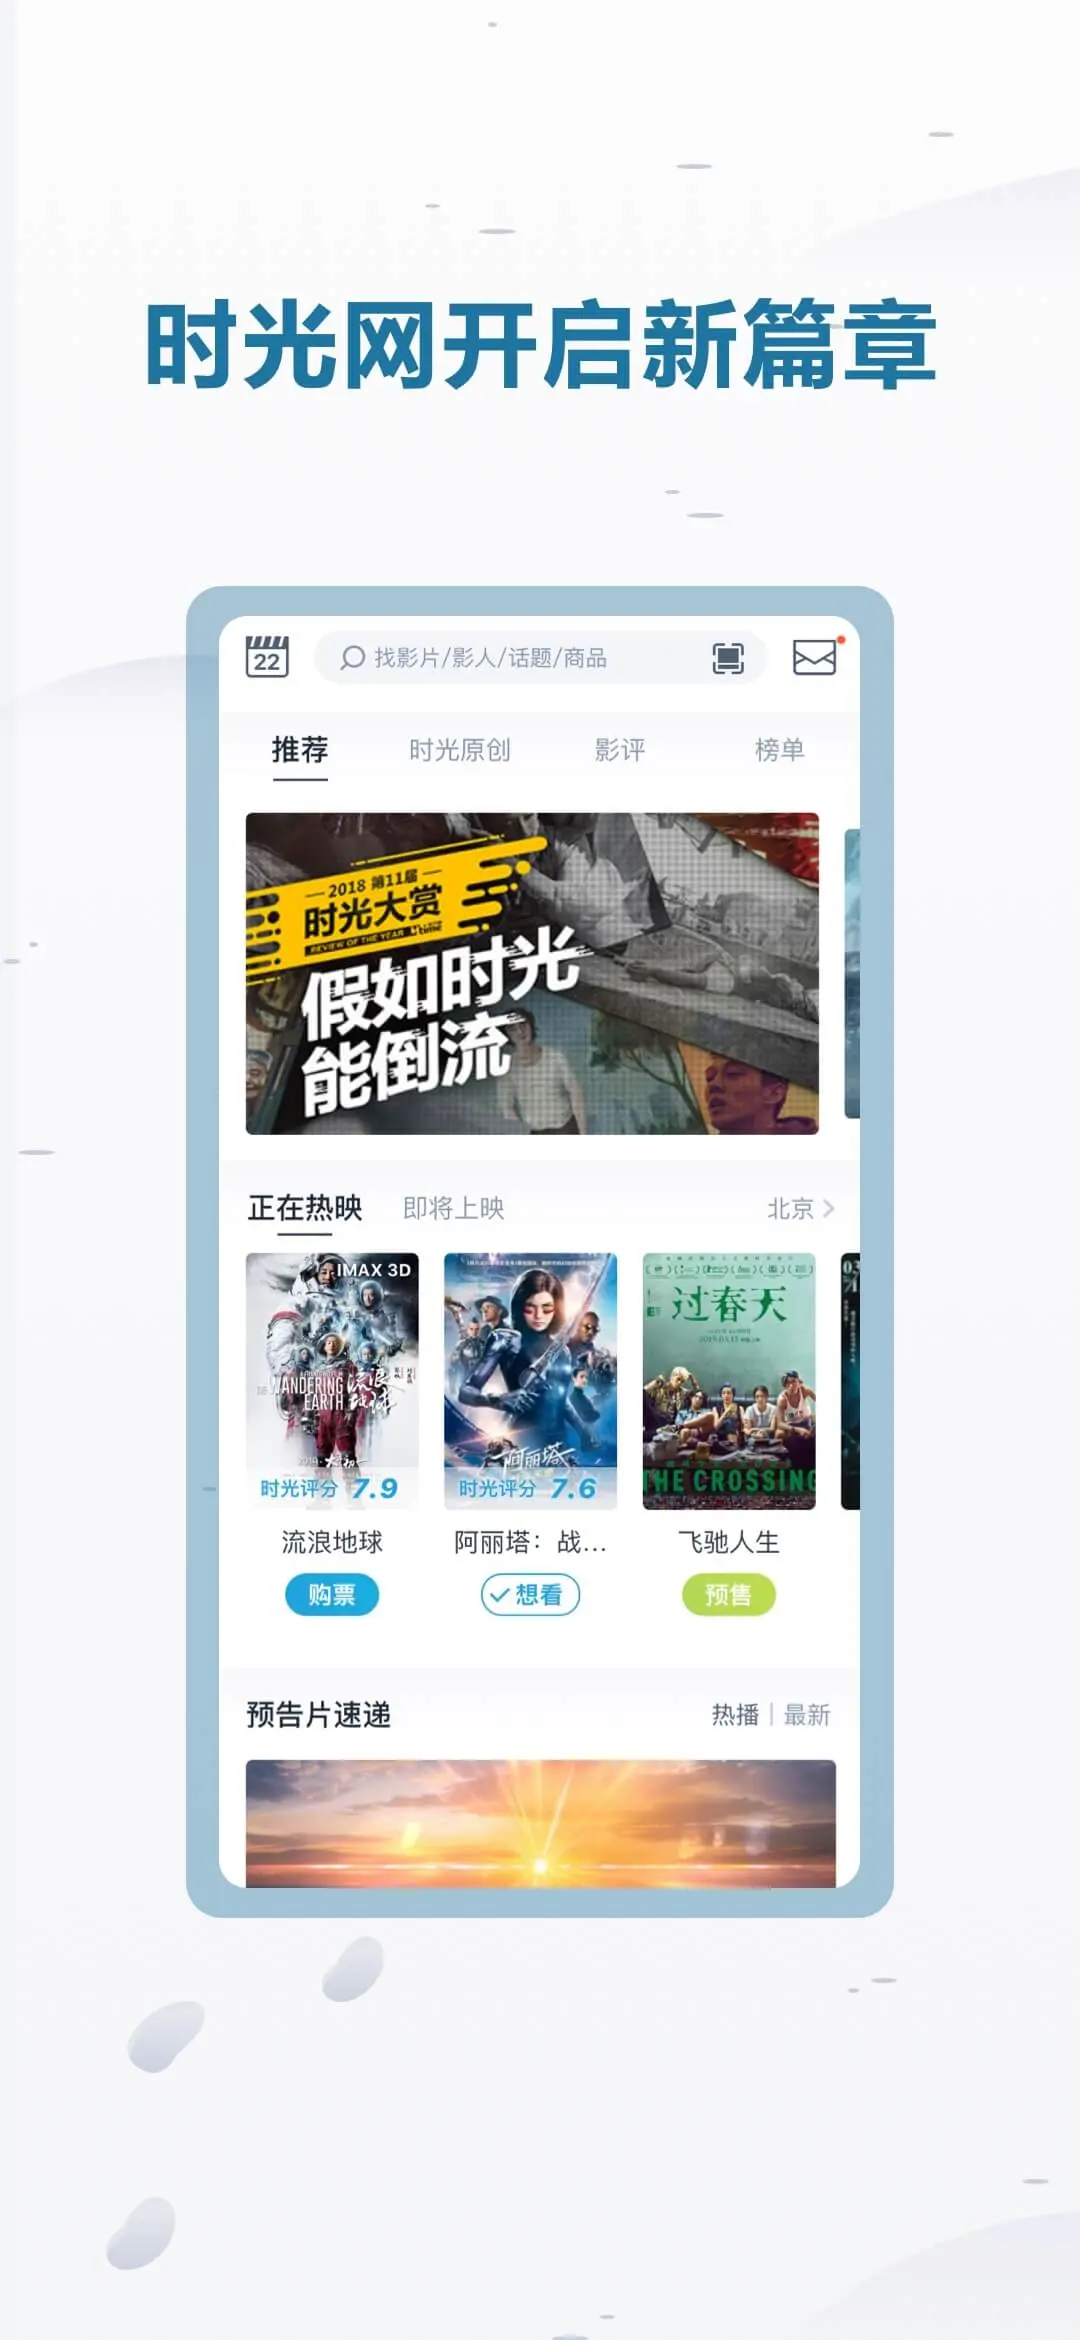 时光网开启新篇章
22
找影片/影人/话题/商品
推荐 时光原创 影评 榜单
2018 第11届
时光大赏
REVIEW OF THE YEAR Mtime
假如时光
能倒流
正在热映 即将上映 北京
IMAX 3D
THE WANDERING
EARTH
流浪
地球
时光评分 7.9
阿丽塔
时光评分 7.6
过春天
2019.03.15
THE CROSSING
流浪地球 阿丽塔：战... 飞驰人生
购票 想看 预售
预告片速递 热播 | 最新